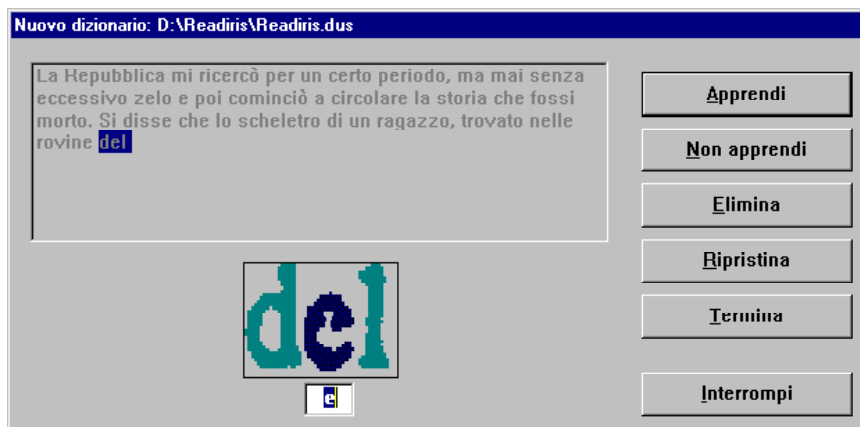 Nuovo dizionario: D:\Readiris\Readiris.dus
La Repubblica mi ricercò per un certo periodo, ma mai senza
eccessivo zelo e poi cominciò a circolare la storia che fossi
morto. Si disse che lo scheletro di un ragazzo, trovato nelle
rovine del
Apprendi
Non apprendi
Elimina
Ripristina
Termina
Interrompi
del
e